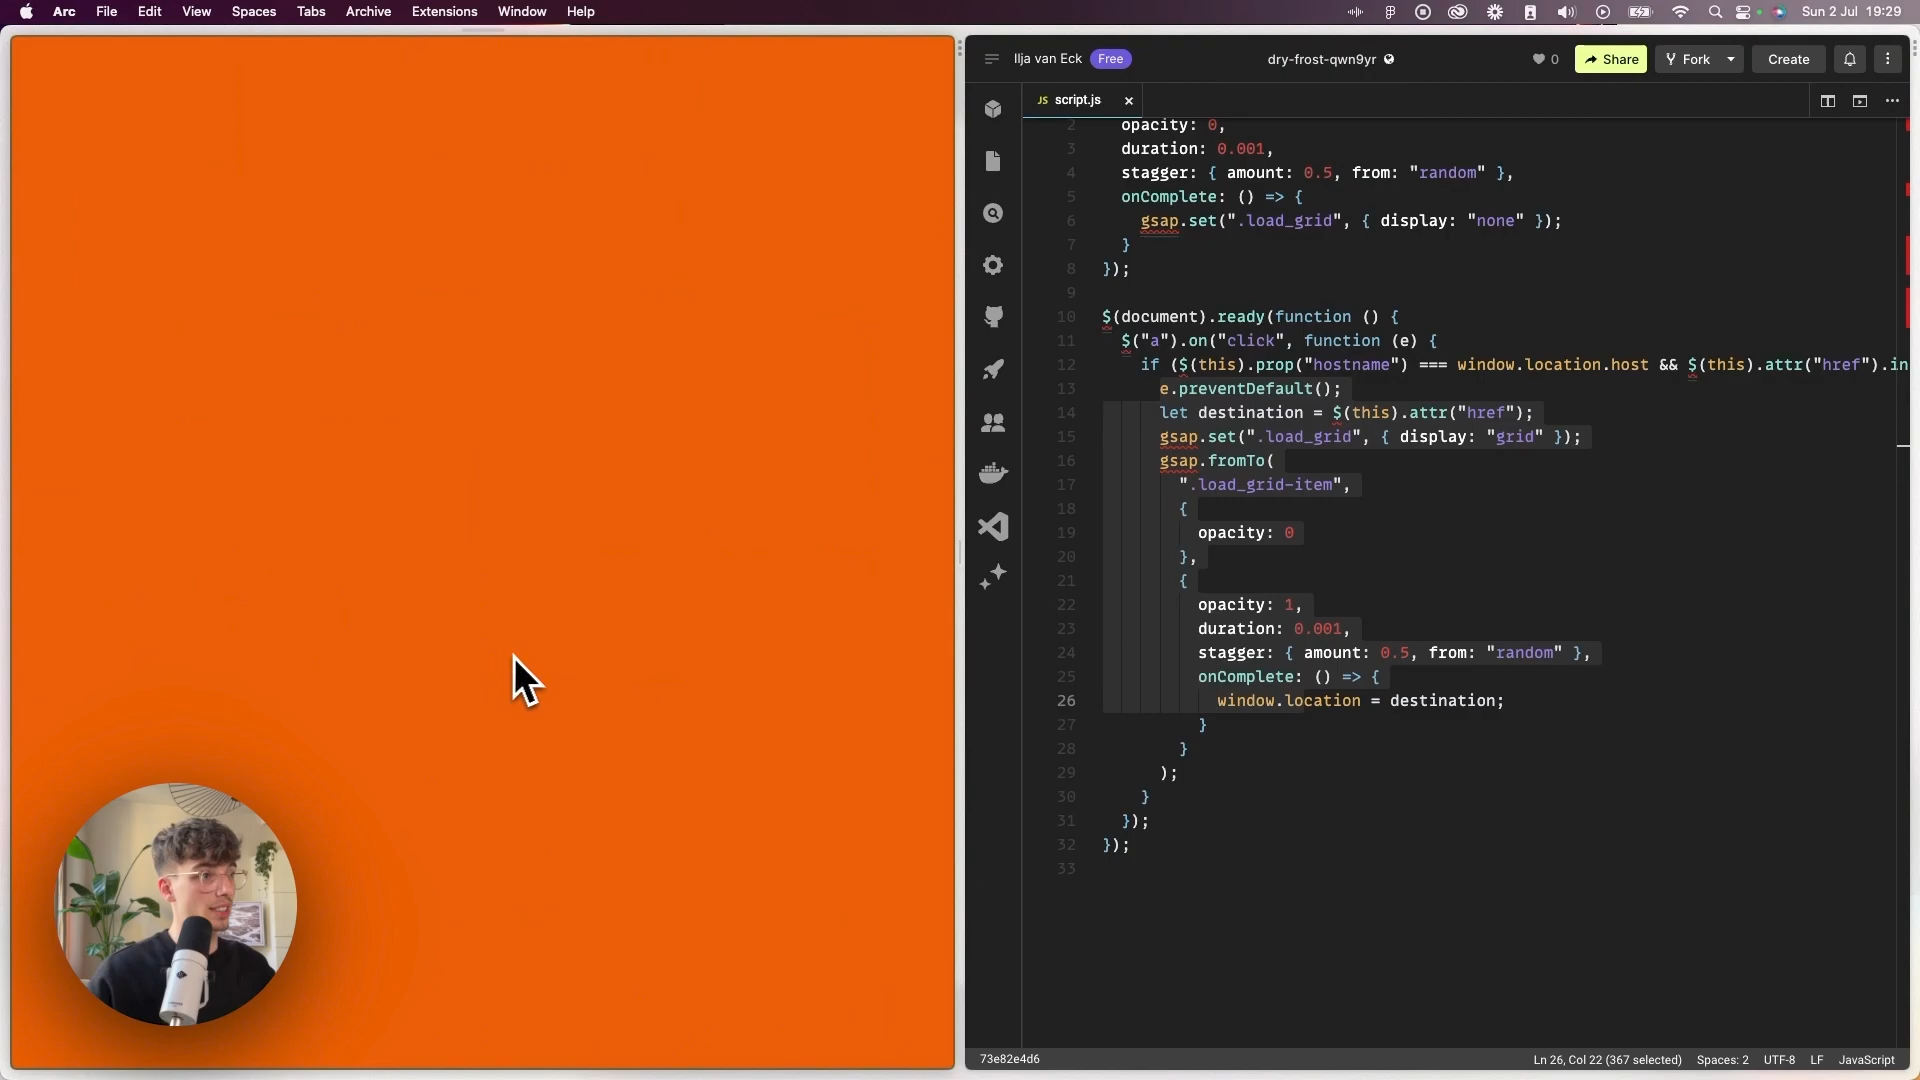 Arc File Edit View Spaces Tabs Archive Extensions Window Help Sun 2 Jul 19:29
Ilja van Eck Free dry-frost-qwn9yr 0 Share Fork Create
JS script.js
2 opacity: 0,
3 duration: 0.001,
4 stagger: { amount: 0.5, from: "random" },
5 onComplete: () => {
6 gsap.set(".load_grid", { display: "none" });
7 }
8 });
9
10 $(document).ready(function () {
11 $("a").on("click", function (e) {
12 if ($(this).prop("hostname") === window.location.host && $(this).attr("href").in
13 e.preventDefault();
14 let destination = $(this).attr("href");
15 gsap.set(".load_grid", { display: "grid" });
16 gsap.fromTo(
17 ".load_grid-item",
18 {
19 opacity: 0
20 },
21 {
22 opacity: 1,
23 duration: 0.001,
24 stagger: { amount: 0.5, from: "random" },
25 onComplete: () => {
26 window.location = destination;
27 }
28 }
29 );
30 }
31 });
32 });
33
73e82e4d6 Ln 26, Col 22 (367 selected) Spaces: 2 UTF-8 LF JavaScript